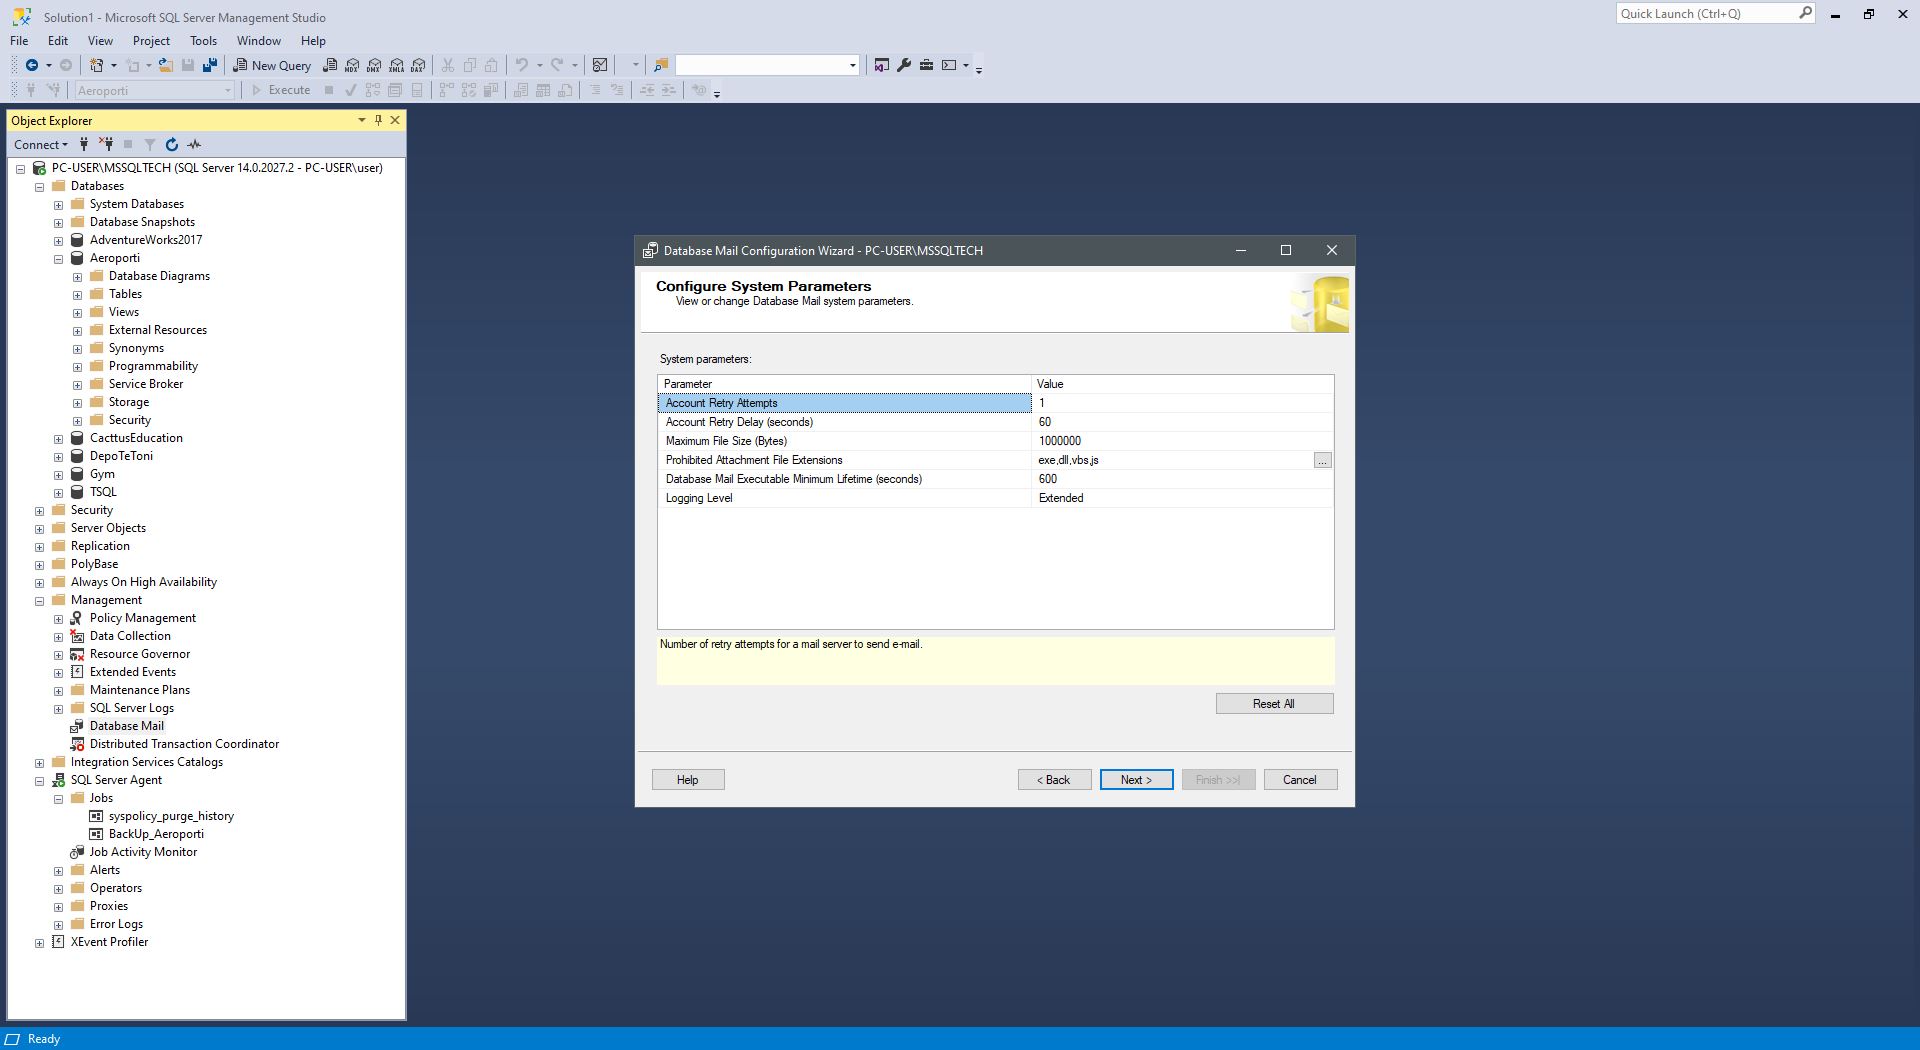 Solution1 - Microsoft SQL Server Management Studio
Quick Launch (Ctrl+Q)
File Edit View Project Tools Window Help
New Query MDX DMX XMLA DAX
Aeroporti Execute
Object Explorer
Connect
PC-USER\MSSQLTECH (SQL Server 14.0.2027.2 - PC-USER\user)
Databases
System Databases
Database Snapshots
AdventureWorks2017
Aeroporti
Database Diagrams
Tables
Views
External Resources
Synonyms
Programmability
Service Broker
Storage
Security
CacttusEducation
DepoTeToni
Gym
TSQL
Security
Server Objects
Replication
PolyBase
Always On High Availability
Management
Policy Management
Data Collection
Resource Governor
Extended Events
Maintenance Plans
SQL Server Logs
Database Mail
Distributed Transaction Coordinator
Integration Services Catalogs
SQL Server Agent
Jobs
syspolicy_purge_history
BackUp_Aeroporti
Job Activity Monitor
Alerts
Operators
Proxies
Error Logs
XEvent Profiler
Database Mail Configuration Wizard - PC-USER\MSSQLTECH
Configure System Parameters
View or change Database Mail system parameters.
System parameters:
Parameter Value
Account Retry Attempts 1
Account Retry Delay (seconds) 60
Maximum File Size (Bytes) 1000000
Prohibited Attachment File Extensions exe,dll,vbs,js ...
Database Mail Executable Minimum Lifetime (seconds) 600
Logging Level Extended
Number of retry attempts for a mail server to send e-mail.
Reset All
Help < Back Next > Finish >>| Cancel
Ready